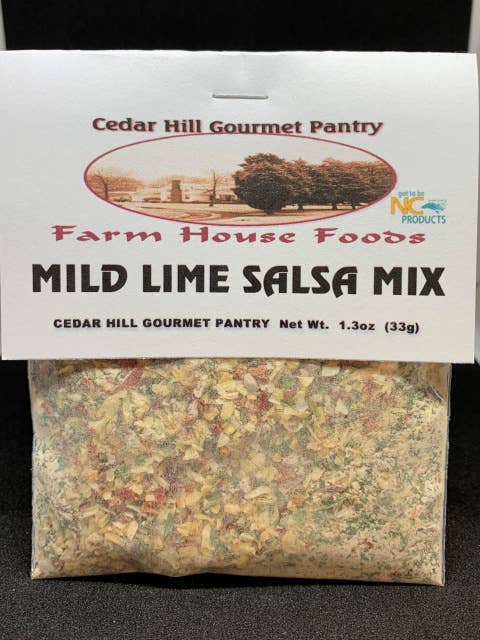 Cedar Hill Gourmet Pantry
got to be
NC
PRODUCTS
Farm House Foods
MILD LIME SALSA MIX
CEDAR HILL GOURMET PANTRY Net Wt. 1.3oz (33g)